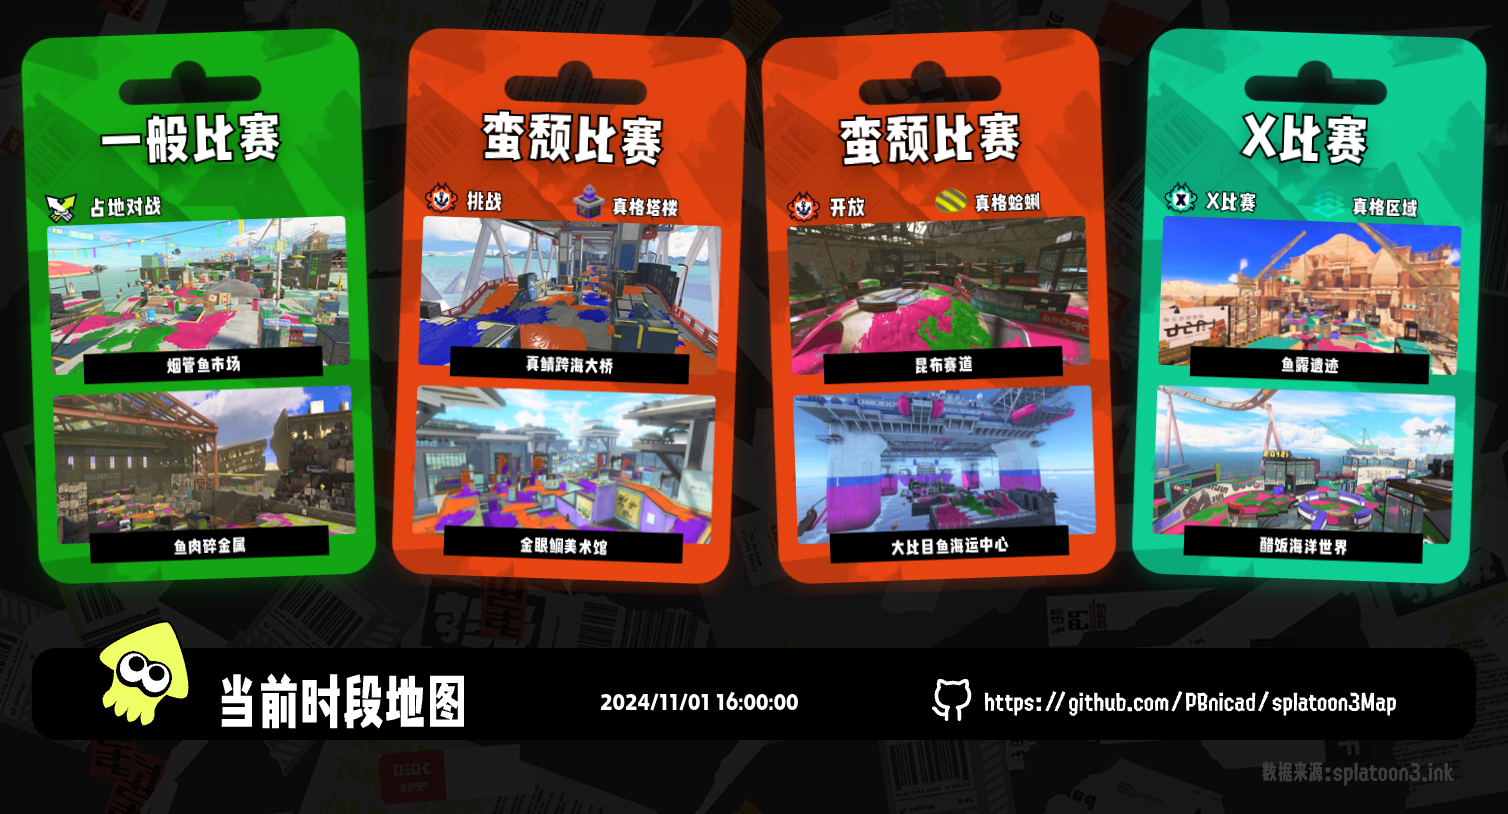 一般比赛
占地对战
烟管鱼市场
鱼肉碎金属
蛮颓比赛
挑战
真格塔楼
真鲭跨海大桥
金眼鲷美术馆
蛮颓比赛
开放
真格蛤蜊
昆布赛道
大比目鱼海运中心
X比赛
X比赛
真格区域
鱼露遗迹
醋饭海洋世界
当前时段地图
2024/11/01 16:00:00
https://github.com/PBnicad/splatoon3Map
数据来源:splatoon3.ink